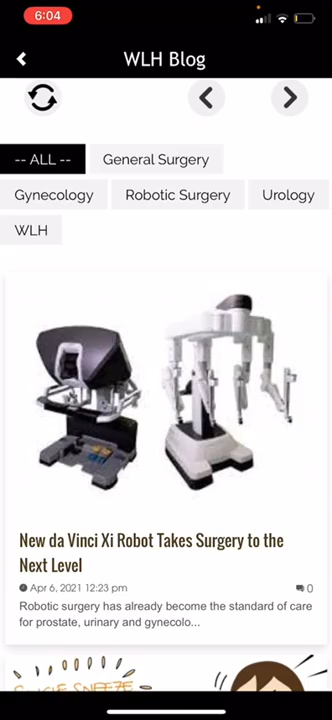 6:04
WLH Blog
-- ALL --
General Surgery
Gynecology
Robotic Surgery
Urology
WLH
New da Vinci Xi Robot Takes Surgery to the
Next Level
Apr 6, 2021 12:23 pm
0
Robotic surgery has already become the standard of care
for prostate, urinary and gynecolo...
SINGLE SNEEZE